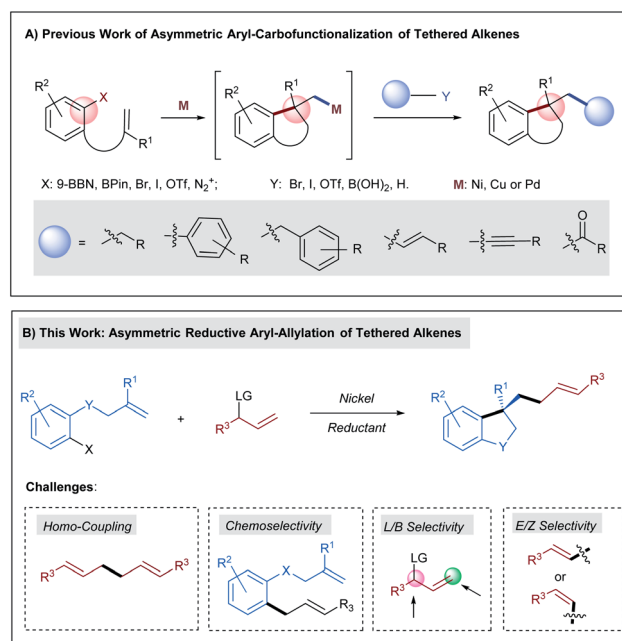 A) Previous Work of Asymmetric Aryl-Carbofunctionalization of Tethered Alkenes
R²
X
R¹
M
R²
R¹
M
Y
R²
R¹
X: 9-BBN, BPin, Br, I, OTf, N₂⁺;
Y: Br, I, OTf, B(OH)₂, H.
M: Ni, Cu or Pd
=
R
R
R
R
R
O
R
B) This Work: Asymmetric Reductive Aryl-Allylation of Tethered Alkenes
R²
Y
R¹
X
+
LG
R³
Nickel
Reductant
R²
R¹
R³
Y
Challenges:
Homo-Coupling
R³
R³
Chemoselectivity
R²
X
R¹
R₃
L/B Selectivity
LG
R³
E/Z Selectivity
R³
or
R³